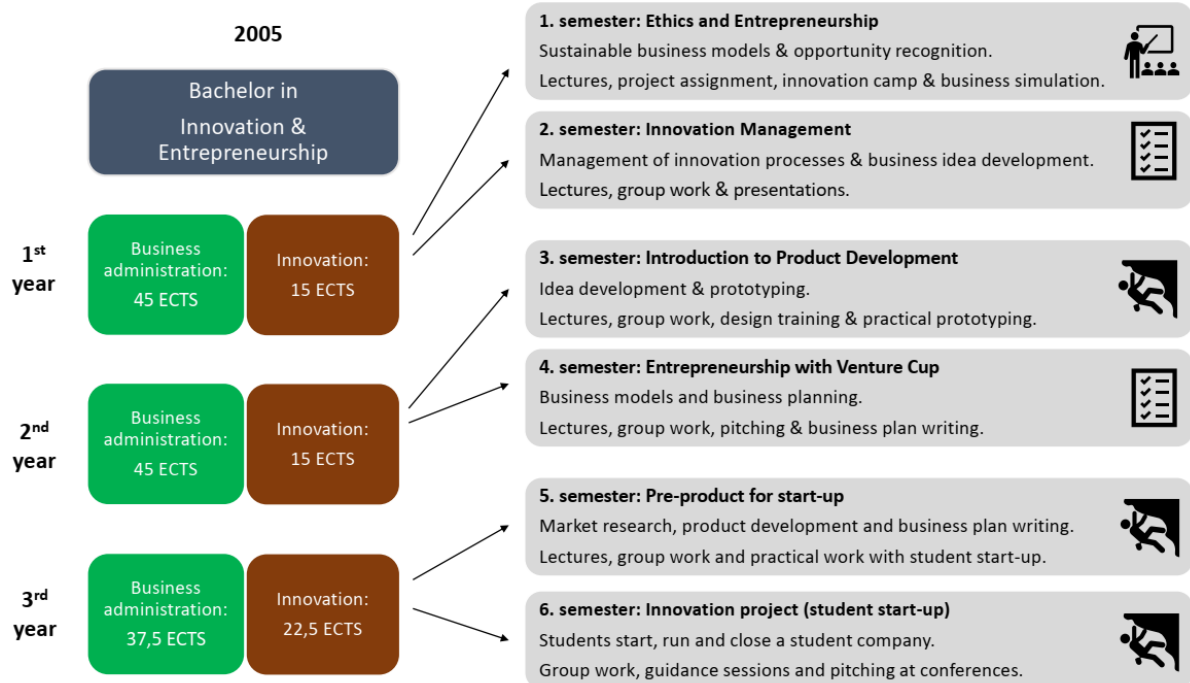 2005
Bachelor in
Innovation &
Entrepreneurship
1st
year
Business
administration:
45 ECTS
Innovation:
15 ECTS
2nd
year
Business
administration:
45 ECTS
Innovation:
15 ECTS
3rd
year
Business
administration:
37,5 ECTS
Innovation:
22,5 ECTS
1. semester: Ethics and Entrepreneurship
Sustainable business models & opportunity recognition.
Lectures, project assignment, innovation camp & business simulation.
2. semester: Innovation Management
Management of innovation processes & business idea development.
Lectures, group work & presentations.
3. semester: Introduction to Product Development
Idea development & prototyping.
Lectures, group work, design training & practical prototyping.
4. semester: Entrepreneurship with Venture Cup
Business models and business planning.
Lectures, group work, pitching & business plan writing.
5. semester: Pre-product for start-up
Market research, product development and business plan writing.
Lectures, group work and practical work with student start-up.
6. semester: Innovation project (student start-up)
Students start, run and close a student company.
Group work, guidance sessions and pitching at conferences.